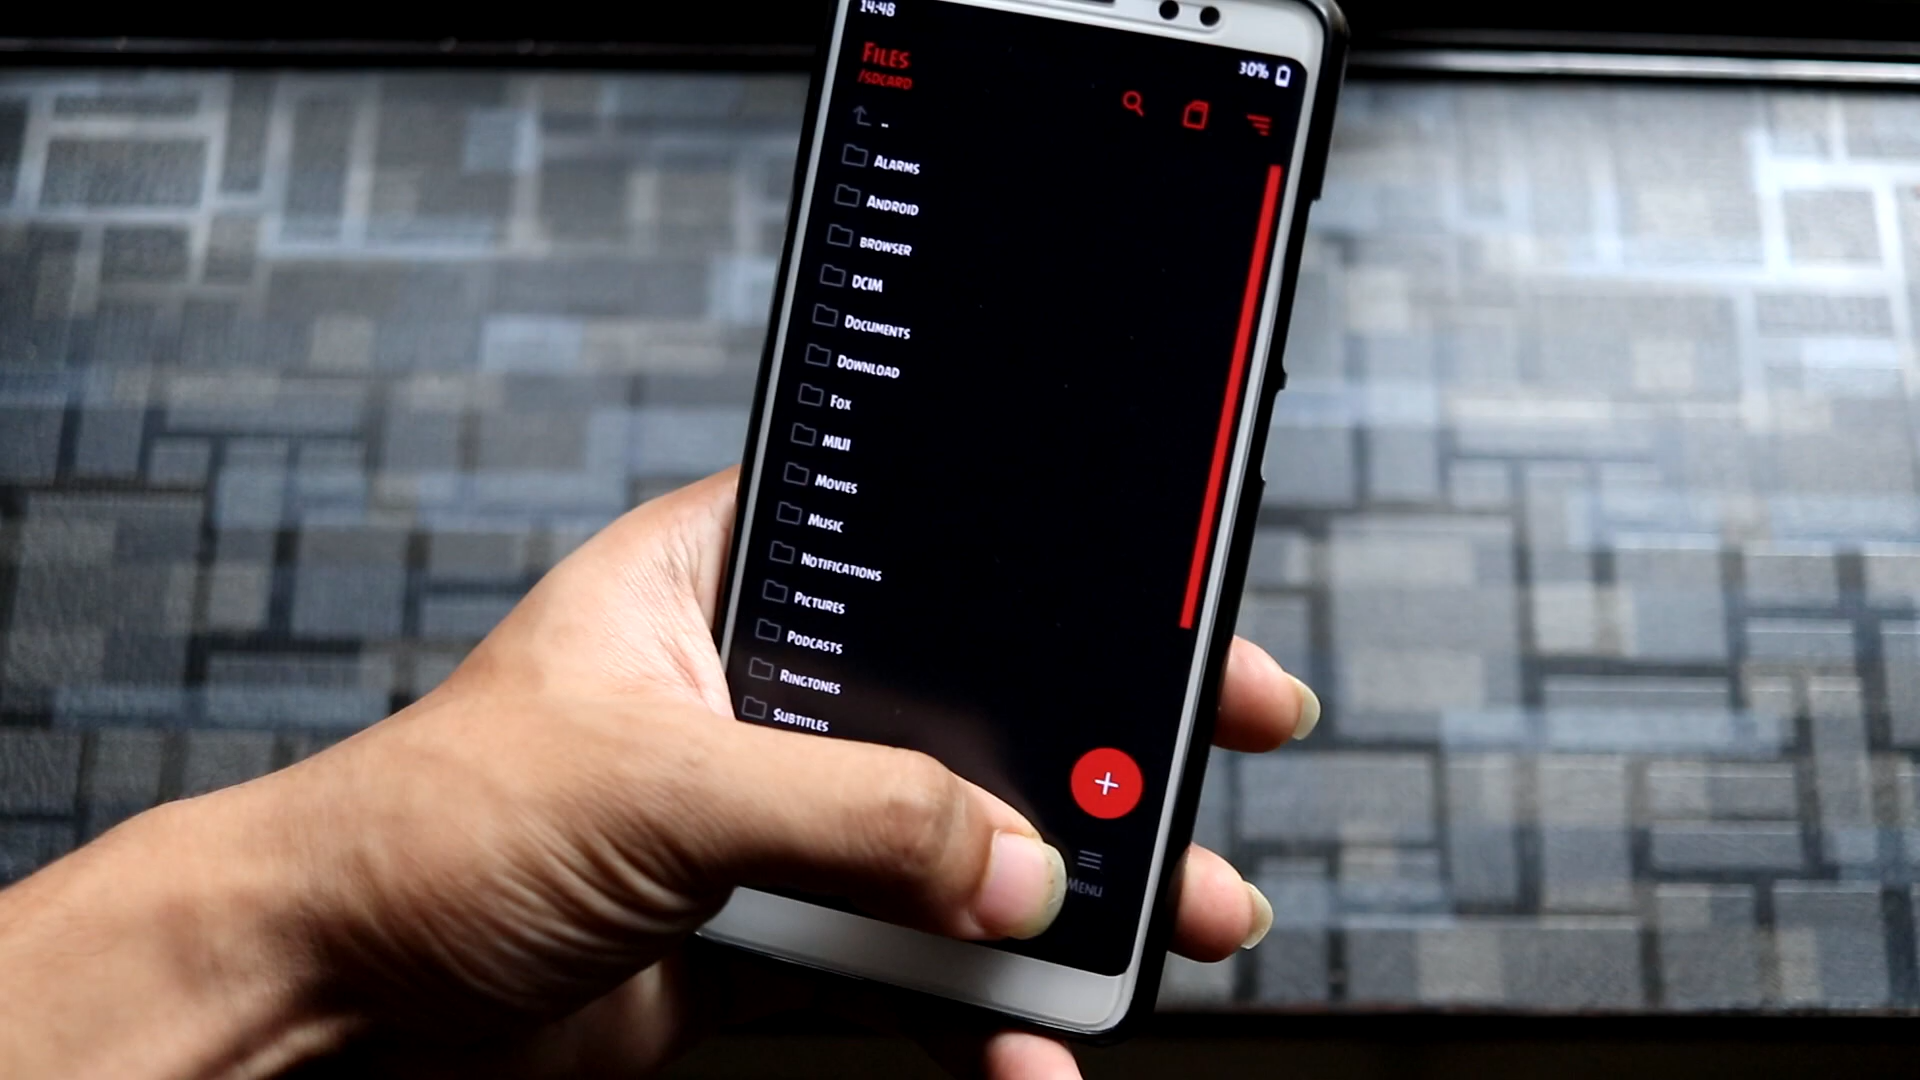 14:48
30%
Files
/sdcard
..
Alarms
Android
browser
DCIM
Documents
Download
Fox
MIUI
Movies
Music
Notifications
Pictures
Podcasts
Ringtones
Subtitles
+
Menu